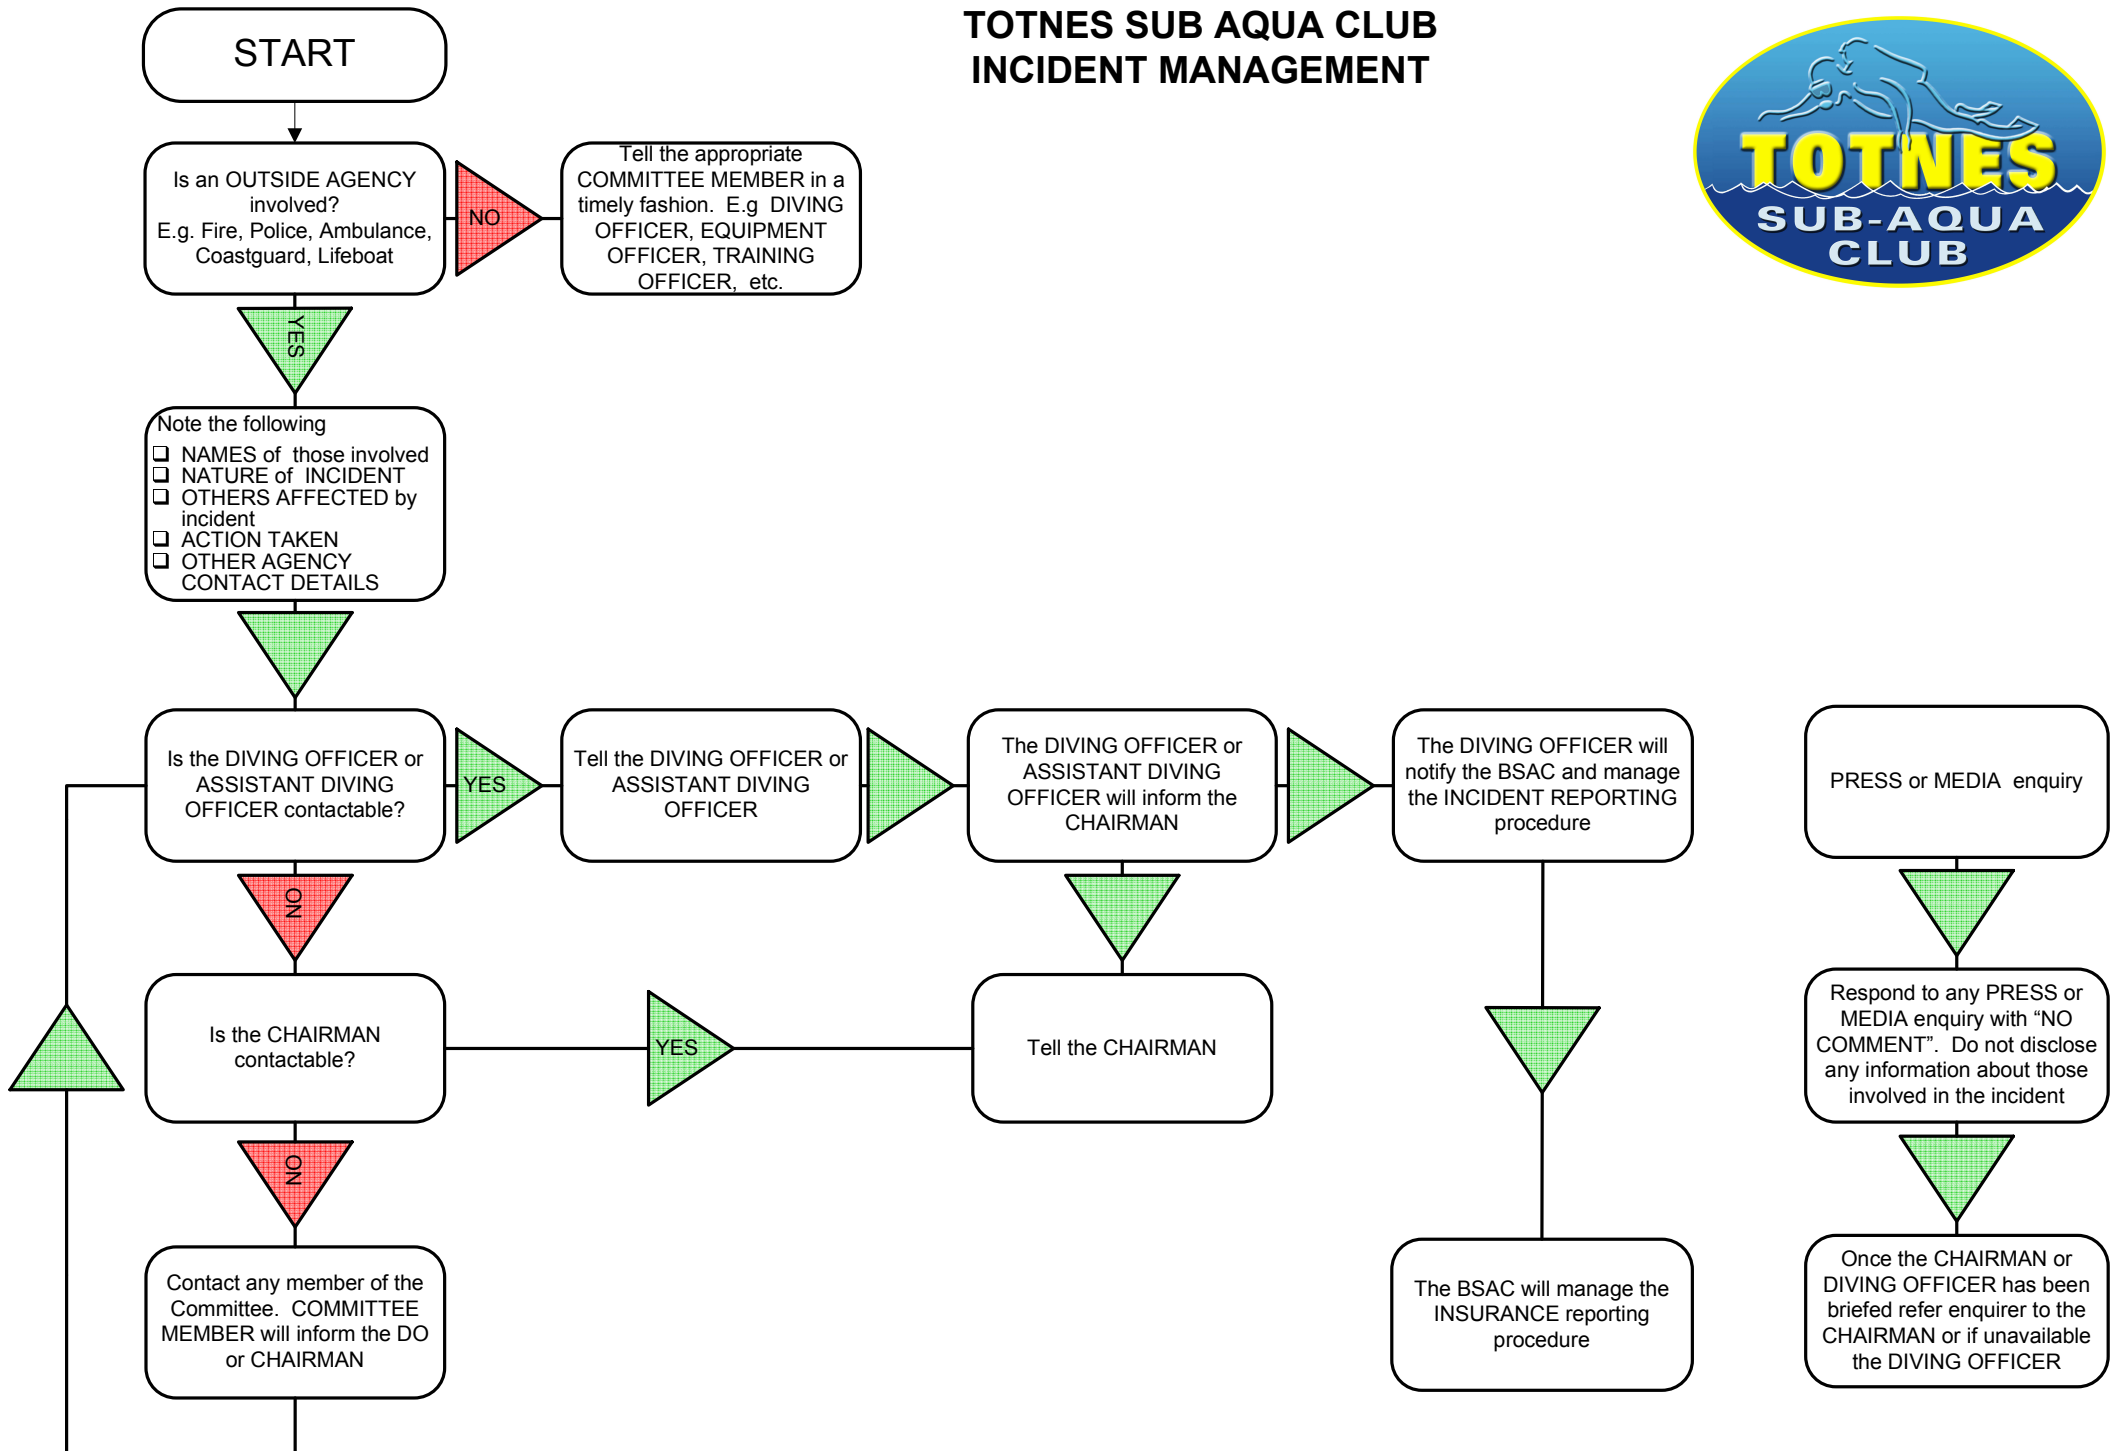 TOTNES SUB AQUA CLUB
INCIDENT MANAGEMENT
TOTNES
SUB-AQUA
CLUB
START
Is an OUTSIDE AGENCY
involved?
E.g. Fire, Police, Ambulance,
Coastguard, Lifeboat
NO
Tell the appropriate
COMMITTEE MEMBER in a
timely fashion. E.g DIVING
OFFICER, EQUIPMENT
OFFICER, TRAINING
OFFICER, etc.
YES
Note the following
❑ NAMES of those involved
❑ NATURE of INCIDENT
❑ OTHERS AFFECTED by
incident
❑ ACTION TAKEN
❑ OTHER AGENCY
CONTACT DETAILS
Is the DIVING OFFICER or
ASSISTANT DIVING
OFFICER contactable?
YES
Tell the DIVING OFFICER or
ASSISTANT DIVING
OFFICER
The DIVING OFFICER or
ASSISTANT DIVING
OFFICER will inform the
CHAIRMAN
The DIVING OFFICER will
notify the BSAC and manage
the INCIDENT REPORTING
procedure
NO
Is the CHAIRMAN
contactable?
YES
Tell the CHAIRMAN
NO
Contact any member of the
Committee. COMMITTEE
MEMBER will inform the DO
or CHAIRMAN
The BSAC will manage the
INSURANCE reporting
procedure
PRESS or MEDIA enquiry
Respond to any PRESS or
MEDIA enquiry with “NO
COMMENT”. Do not disclose
any information about those
involved in the incident
Once the CHAIRMAN or
DIVING OFFICER has been
briefed refer enquirer to the
CHAIRMAN or if unavailable
the DIVING OFFICER